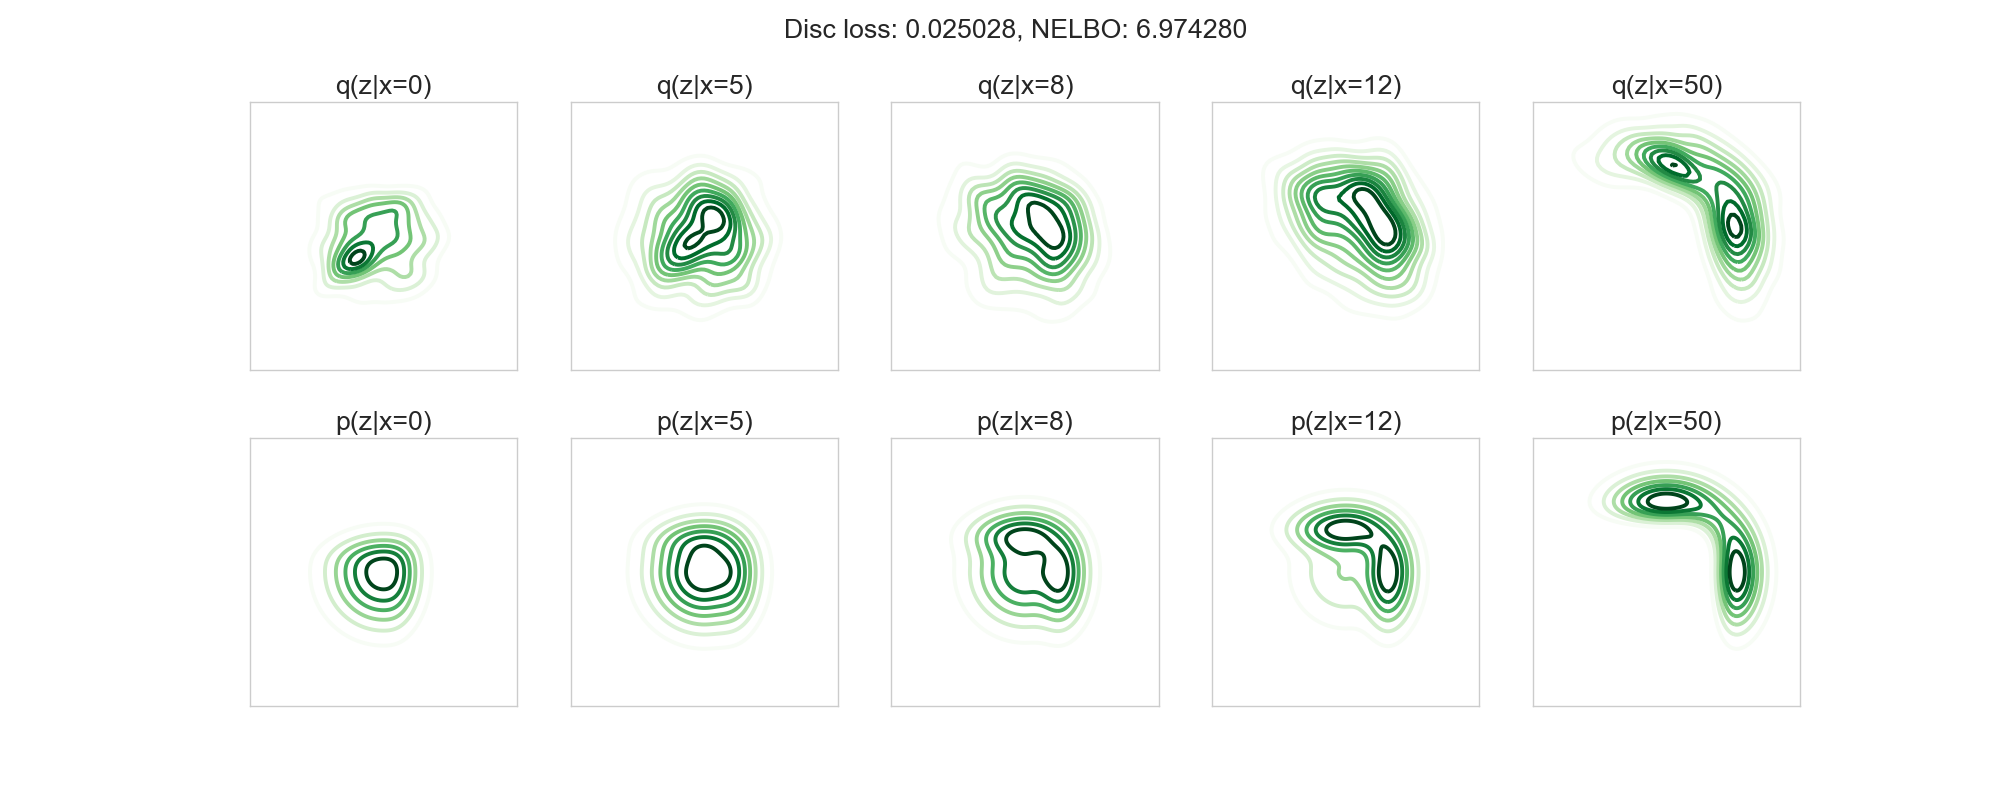 Disc loss: 0.025028, NELBO: 6.974280
q(z|x=0) q(z|x=5) q(z|x=8) q(z|x=12) q(z|x=50)
p(z|x=0) p(z|x=5) p(z|x=8) p(z|x=12) p(z|x=50)